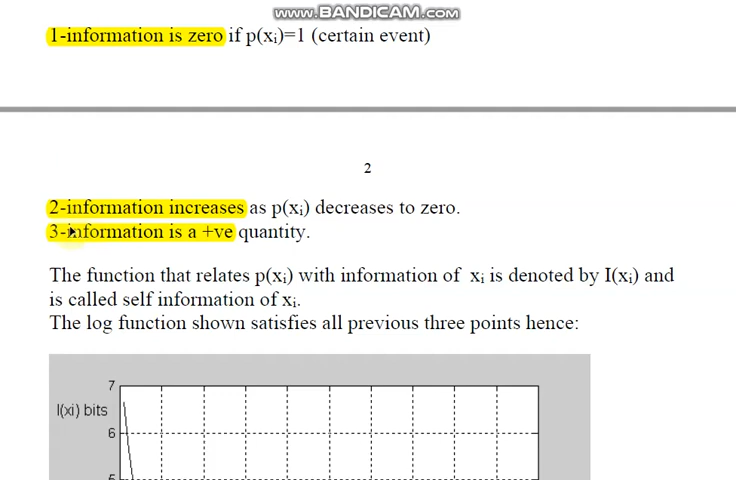 www.BANDICAM.com
1-information is zero if p(xi)=1 (certain event)
2
2-information increases as p(xi) decreases to zero.
3-information is a +ve quantity.
The function that relates p(xi) with information of xi is denoted by I(xi) and
is called self information of xi.
The log function shown satisfies all previous three points hence:
7
I(xi) bits
6
5